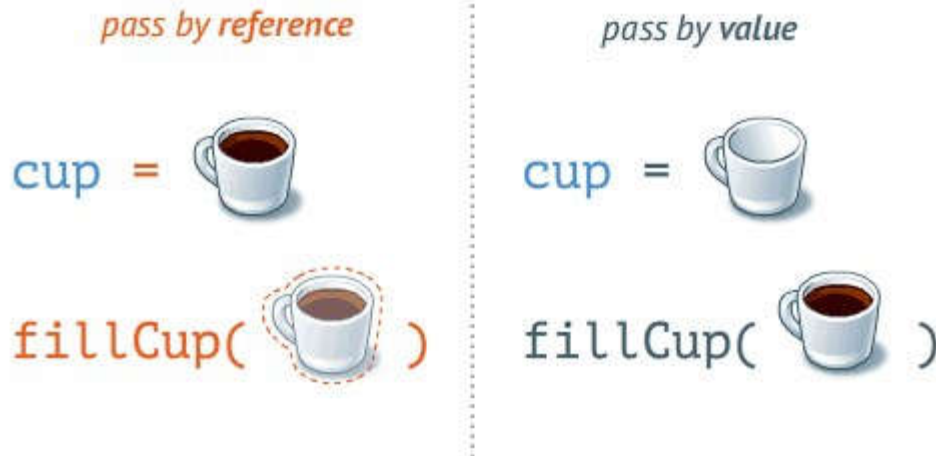 pass by reference
cup =
fillCup( )
pass by value
cup =
fillCup( )